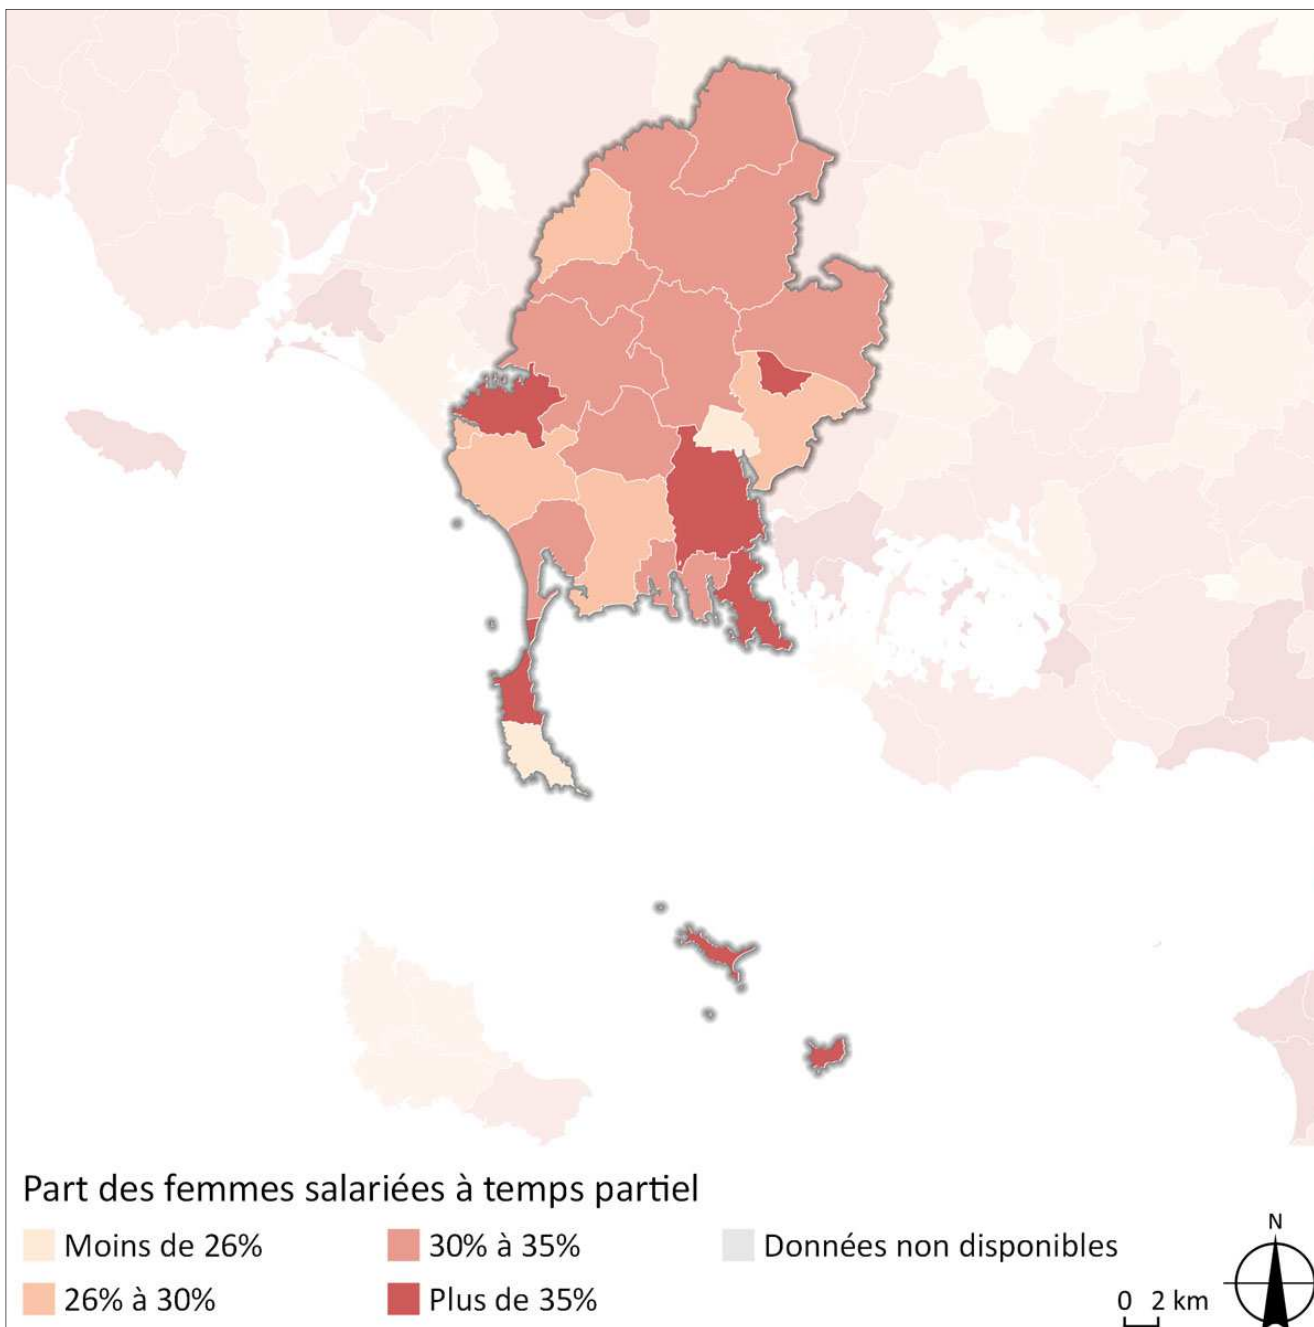 Part des femmes salariées à temps partiel
Moins de 26%
30% à 35%
Données non disponibles
26% à 30%
Plus de 35%
0 2 km
N